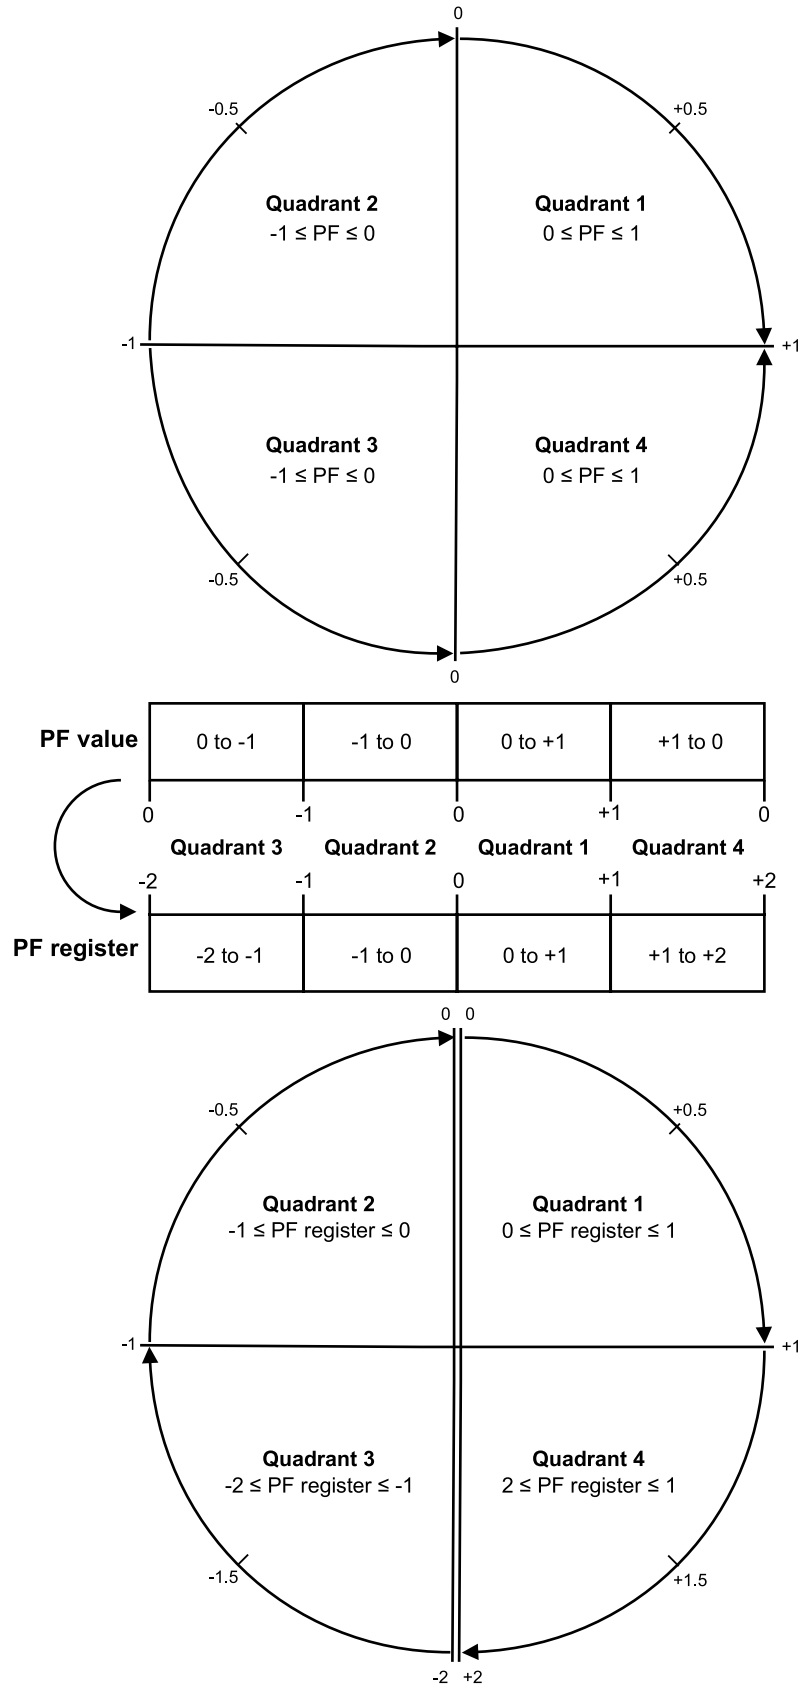 0
-0.5 +0.5
Quadrant 2 Quadrant 1
-1 ≤ PF ≤ 0 0 ≤ PF ≤ 1
-1 +1
Quadrant 3 Quadrant 4
-1 ≤ PF ≤ 0 0 ≤ PF ≤ 1
-0.5 +0.5
0
PF value 0 to -1 -1 to 0 0 to +1 +1 to 0
0 -1 0 +1 0
Quadrant 3 Quadrant 2 Quadrant 1 Quadrant 4
-2 -1 0 +1 +2
PF register -2 to -1 -1 to 0 0 to +1 +1 to +2
0 0
-0.5 +0.5
Quadrant 2 Quadrant 1
-1 ≤ PF register ≤ 0 0 ≤ PF register ≤ 1
-1 +1
Quadrant 3 Quadrant 4
-2 ≤ PF register ≤ -1 2 ≤ PF register ≤ 1
-1.5 +1.5
-2 +2